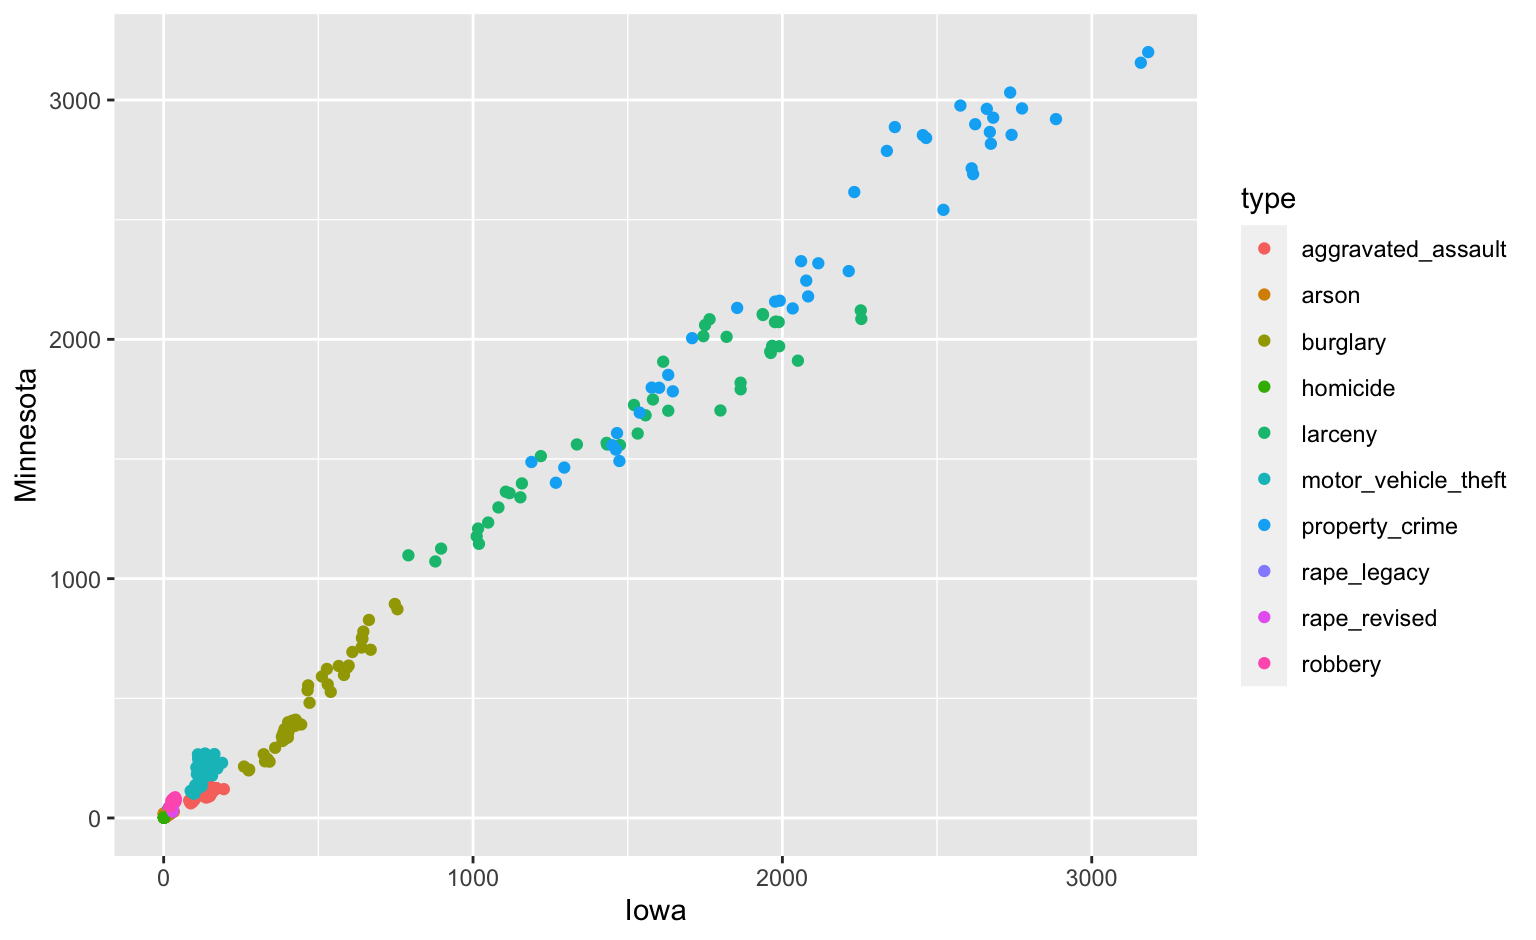 3000
2000
1000
0
Minnesota
0 1000 2000 3000
Iowa
type
aggravated_assault
arson
burglary
homicide
larceny
motor_vehicle_theft
property_crime
rape_legacy
rape_revised
robbery